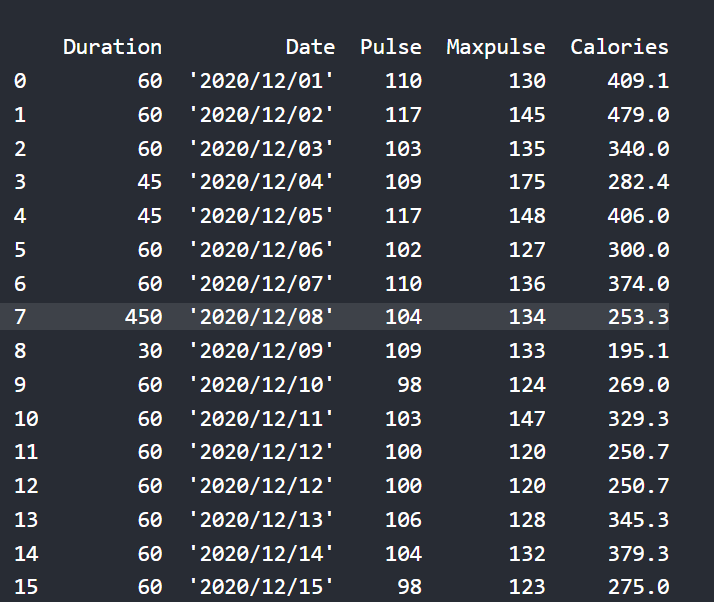 Duration Date Pulse Maxpulse Calories
0 60 '2020/12/01' 110 130 409.1
1 60 '2020/12/02' 117 145 479.0
2 60 '2020/12/03' 103 135 340.0
3 45 '2020/12/04' 109 175 282.4
4 45 '2020/12/05' 117 148 406.0
5 60 '2020/12/06' 102 127 300.0
6 60 '2020/12/07' 110 136 374.0
7 450 '2020/12/08' 104 134 253.3
8 30 '2020/12/09' 109 133 195.1
9 60 '2020/12/10' 98 124 269.0
10 60 '2020/12/11' 103 147 329.3
11 60 '2020/12/12' 100 120 250.7
12 60 '2020/12/12' 100 120 250.7
13 60 '2020/12/13' 106 128 345.3
14 60 '2020/12/14' 104 132 379.3
15 60 '2020/12/15' 98 123 275.0